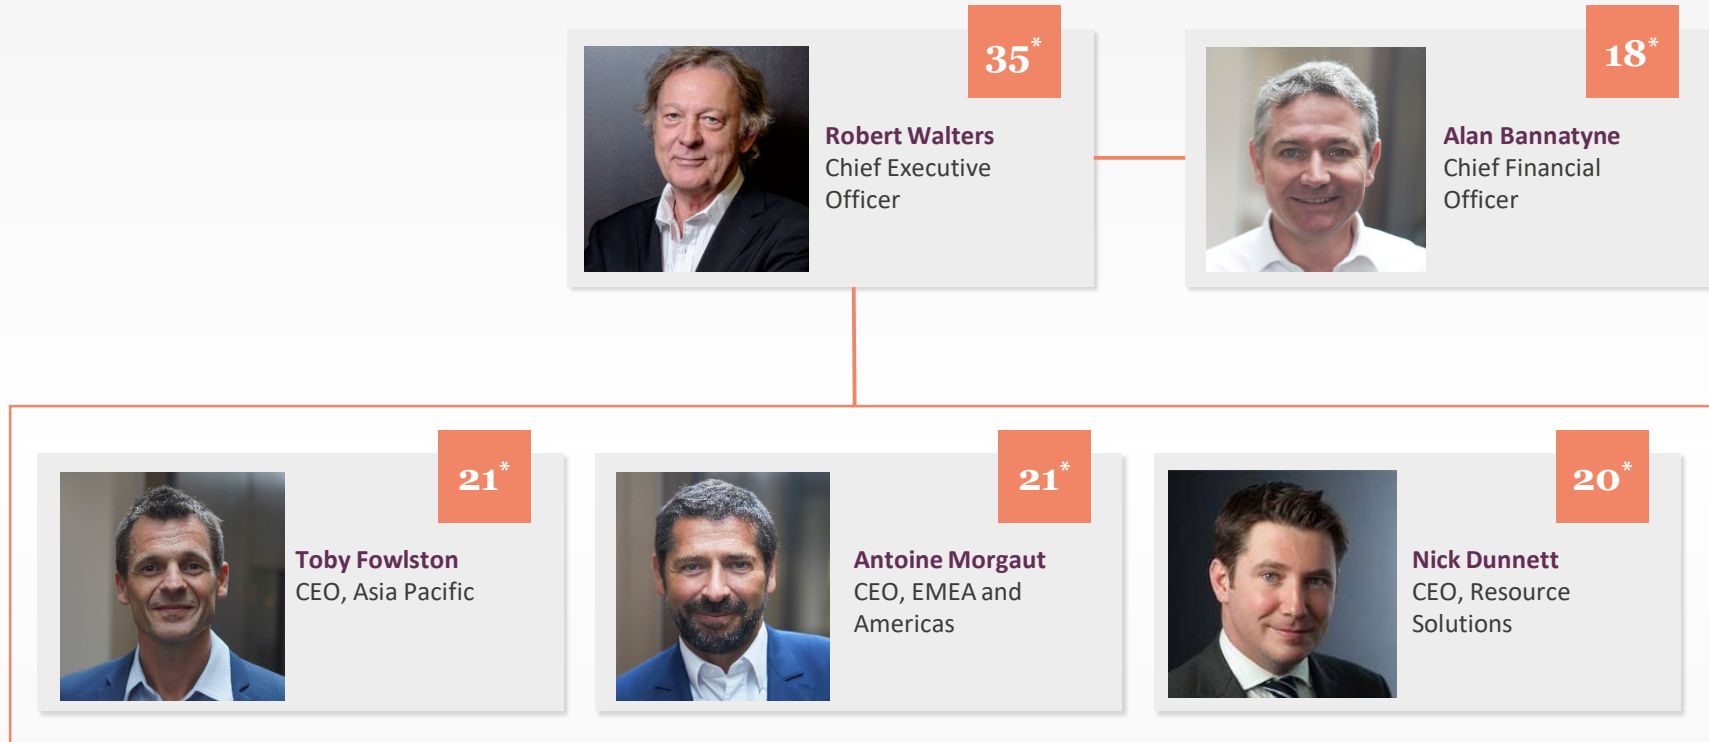 35*
Robert Walters
Chief Executive
Officer
18*
Alan Bannatyne
Chief Financial
Officer
21*
Toby Fowlston
CEO, Asia Pacific
21*
Antoine Morgaut
CEO, EMEA and
Americas
20*
Nick Dunnett
CEO, Resource
Solutions